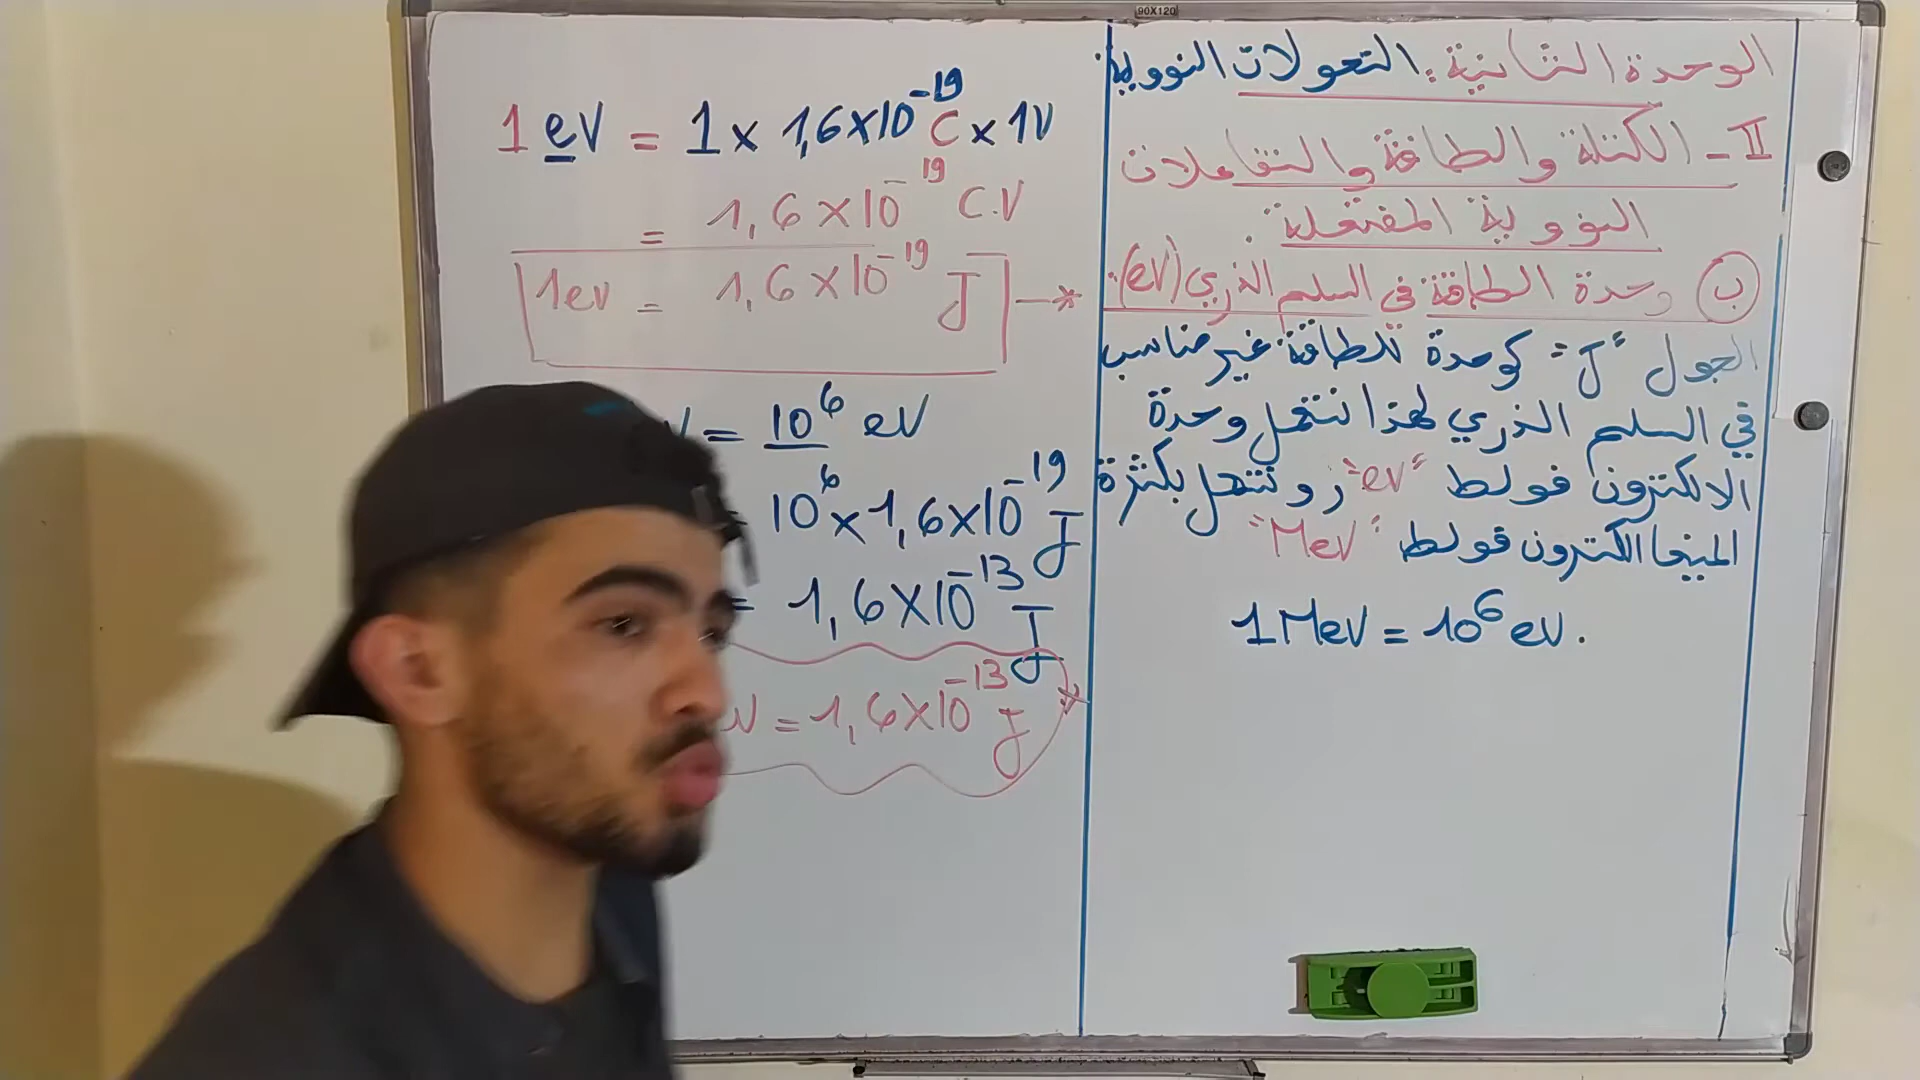 90X120
الوحدة الثانية: التحولات النووية.
II - الكتلة والطاقة والتفاعلات
النووية المفتعلة.
ب وحدة الطاقة في السلم الذري (eV):
الجول "J" كوحدة للطاقة غير مناسب
في السلم الذري لهذا نستعمل وحدة
الالكترون فولط "ev" ونستعمل بكثرة
الميغا الكترون فولط "MeV"
1 MeV = 10⁶ eV.
1 eV = 1 × 1,6×10⁻¹⁹ C × 1V
= 1,6×10⁻¹⁹ C.V
1ev = 1,6×10⁻¹⁹ J
= 10⁶ eV
= 10⁶ × 1,6×10⁻¹⁹ J
= 1,6×10⁻¹³ J
= 1,6×10⁻¹³ J